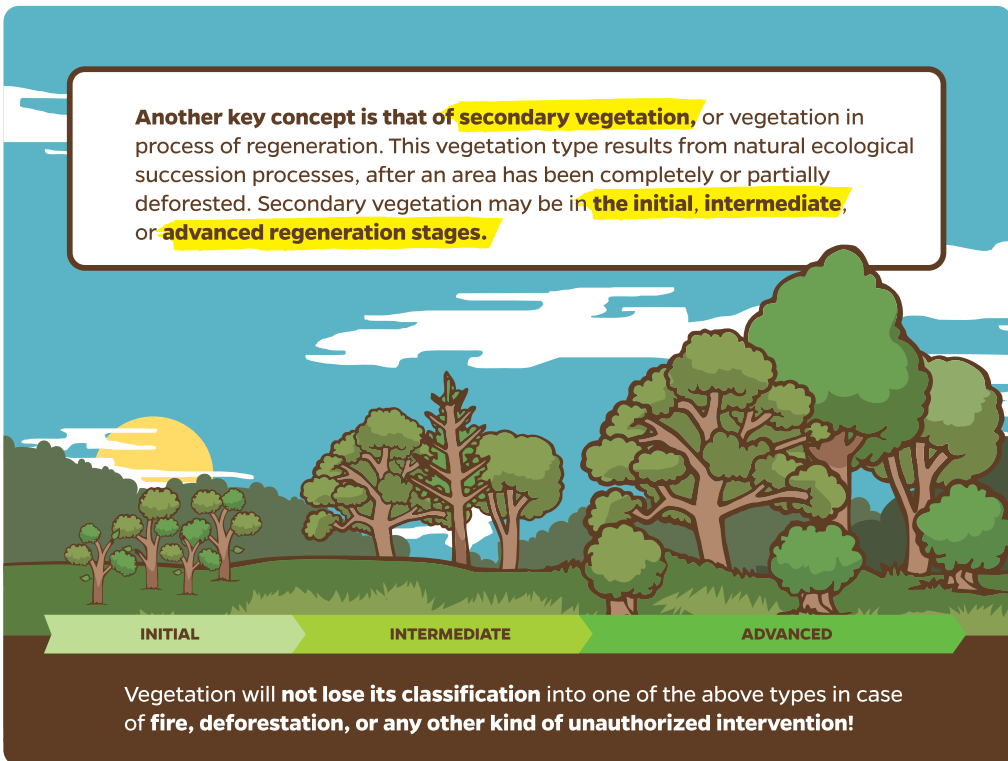 Another key concept is that of secondary vegetation, or vegetation in
process of regeneration. This vegetation type results from natural ecological
succession processes, after an area has been completely or partially
deforested. Secondary vegetation may be in the initial, intermediate,
or advanced regeneration stages.
INITIAL
INTERMEDIATE
ADVANCED
Vegetation will not lose its classification into one of the above types in case
of fire, deforestation, or any other kind of unauthorized intervention!